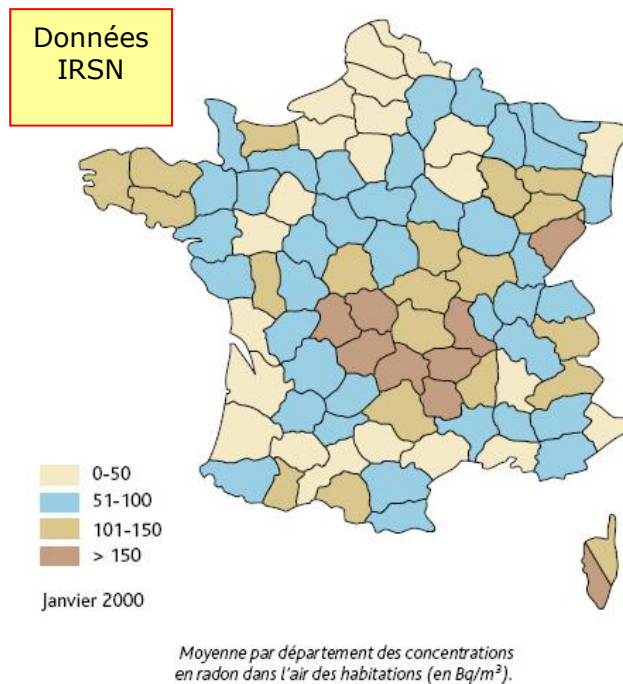 Données
IRSN
0-50
51-100
101-150
> 150
Janvier 2000
Moyenne par département des concentrations
en radon dans l'air des habitations (en Bq/m³).